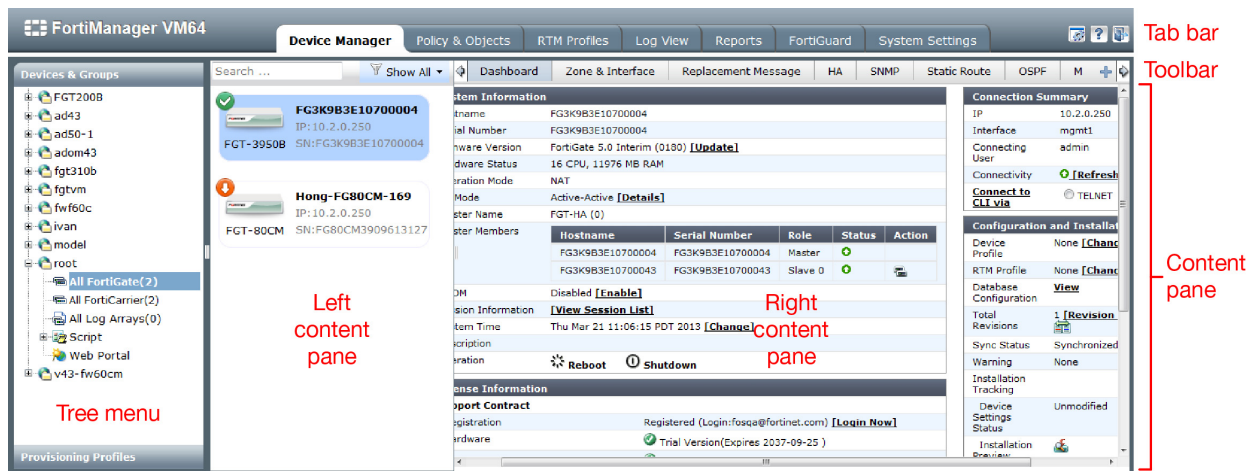 FortiManager VM64
Device Manager
Policy & Objects
RTM Profiles
Log View
Reports
FortiGuard
System Settings
Tab bar
Devices & Groups
Search ...
Show All
Dashboard
Zone & Interface
Replacement Message
HA
SNMP
Static Route
OSPF
M
Toolbar
FGT200B
ad43
ad50-1
adom43
fgt310b
fgtvm
fwf60c
ivan
model
root
All FortiGate(2)
All FortiCarrier(2)
All Log Arrays(0)
Script
Web Portal
v43-fw60cm
Tree menu
Provisioning Profiles
FG3K9B3E10700004
IP:10.2.0.250
FGT-3950B SN:FG3K9B3E10700004
Hong-FG80CM-169
IP:10.2.0.250
FGT-80CM SN:FG80CM3909613127
Left
content
pane
stem Information
stname FG3K9B3E10700004
ial Number FG3K9B3E10700004
mware Version FortiGate 5.0 Interim (0180) [Update]
dware Status 16 CPU, 11976 MB RAM
eration Mode NAT
Mode Active-Active [Details]
ster Name FGT-HA (0)
ster Members
Hostname Serial Number Role Status Action
FG3K9B3E10700004 FG3K9B3E10700004 Master
FG3K9B3E10700043 FG3K9B3E10700043 Slave 0
OM Disabled [Enable]
sion Information [View Session List]
stem Time Thu Mar 21 11:06:15 PDT 2013 [Change]
scription
eration Reboot Shutdown
Right
content
pane
ense Information
pport Contract
egistration Registered (Login:fosqa@fortinet.com) [Login Now]
ardware Trial Version(Expires 2037-09-25 )
Connection Summary
IP 10.2.0.250
Interface mgmt1
Connecting
User admin
Connectivity [Refresh
Connect to
CLI via TELNET
Configuration and Installat
Device
Profile None [Chang
RTM Profile None [Chang
Database
Configuration View
Total
Revisions 1 [Revision
Sync Status Synchronized
Warning None
Installation
Tracking
Device
Settings
Status Unmodified
Installation
Preview
Content
pane